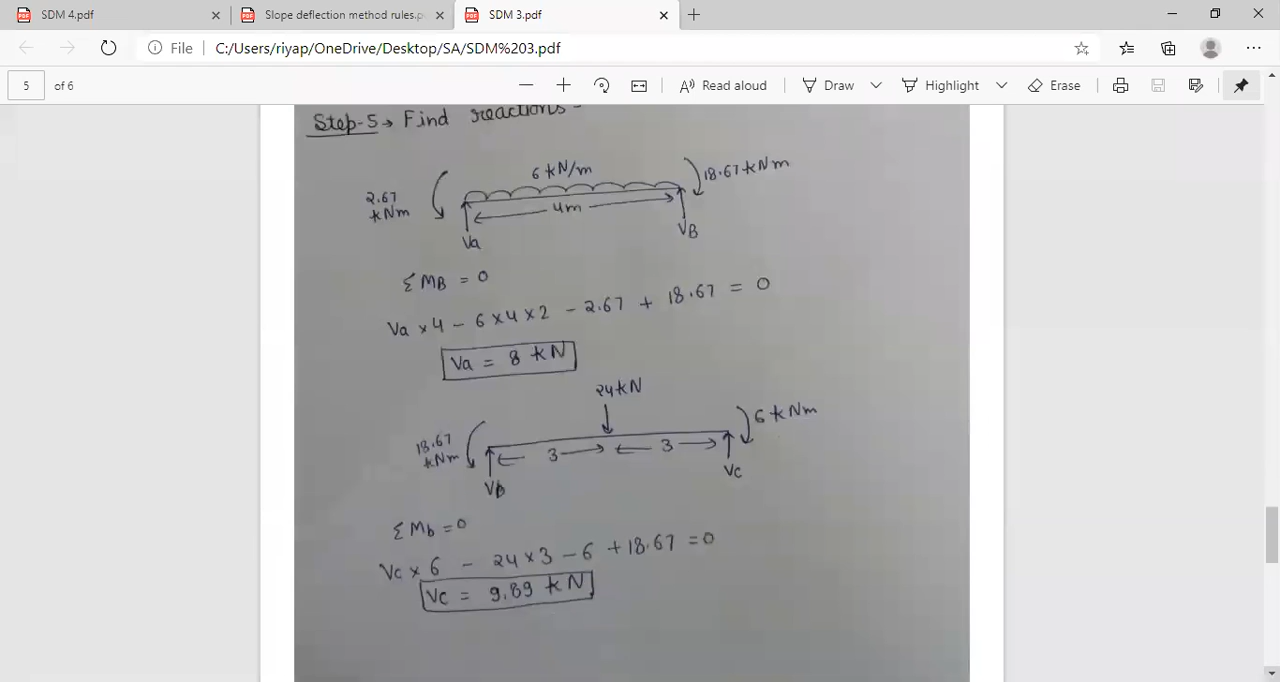 SDM 4.pdf
Slope deflection method rules.p
SDM 3.pdf
File
C:/Users/riyap/OneDrive/Desktop/SA/SDM%203.pdf
5 of 6
Read aloud
Draw
Highlight
Erase
Step-5 → Find reactions -
6 kN/m
18.67 kNm
2.67
kNm
4m
Va
VB
ΣMB = 0
Va × 4 - 6 × 4 × 2 - 2.67 + 18.67 = 0
Va = 8 kN
24 kN
6 kNm
18.67
kNm
3
3
Vb
Vc
ΣMb = 0
Vc × 6 - 24 × 3 - 6 + 18.67 = 0
Vc = 9.89 kN